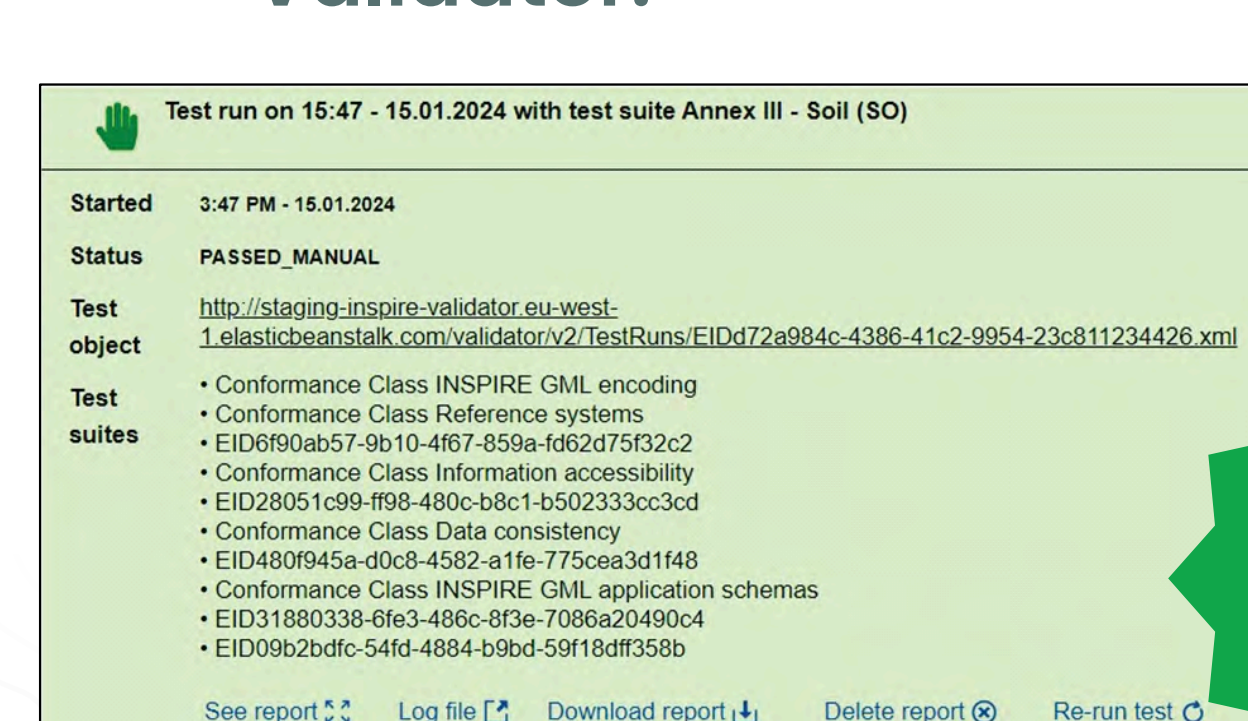 Validator.
Test run on 15:47 - 15.01.2024 with test suite Annex III - Soil (SO)
Started 3:47 PM - 15.01.2024
Status PASSED_MANUAL
Test object http://staging-inspire-validator.eu-west-
1.elasticbeanstalk.com/validator/v2/TestRuns/EIDd72a984c-4386-41c2-9954-23c811234426.xml
Test suites • Conformance Class INSPIRE GML encoding
• Conformance Class Reference systems
• EID6f90ab57-9b10-4f67-859a-fd62d75f32c2
• Conformance Class Information accessibility
• EID28051c99-ff98-480c-b8c1-b502333cc3cd
• Conformance Class Data consistency
• EID480f945a-d0c8-4582-a1fe-775cea3d1f48
• Conformance Class INSPIRE GML application schemas
• EID31880338-6fe3-486c-8f3e-7086a20490c4
• EID09b2bdfc-54fd-4884-b9bd-59f18dff358b
See report Log file Download report Delete report Re-run test